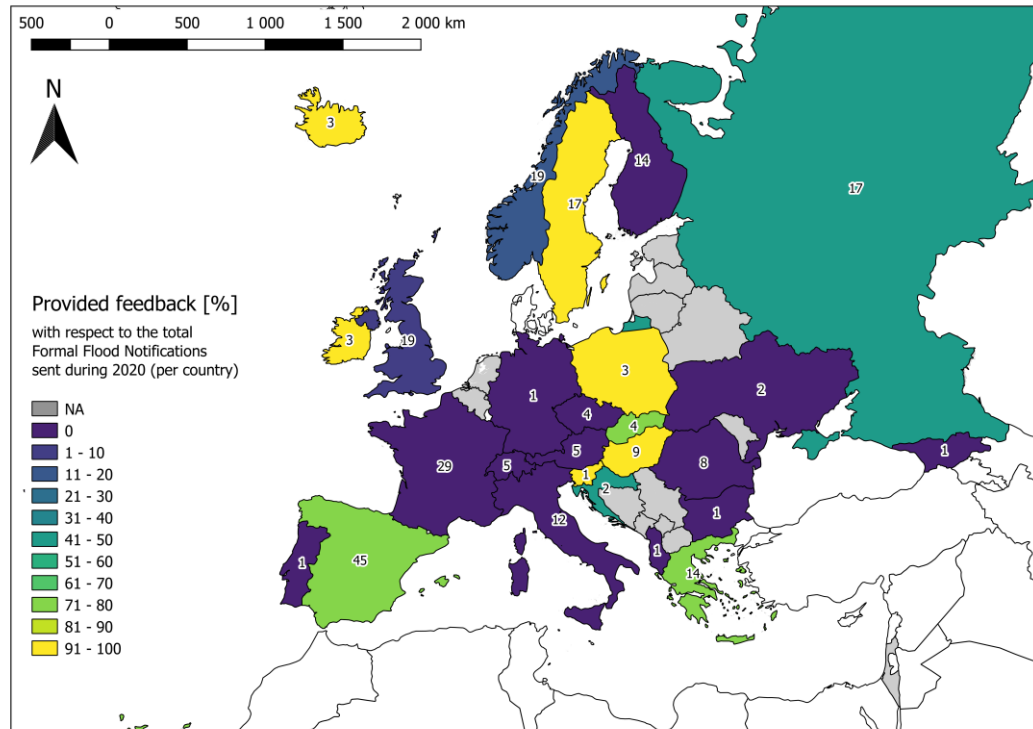 500 0 500 1 000 1 500 2 000 km
N
3
19
14
17
17
3
19
3
1
2
4
4
5
9
29
5
1
2
8
1
12
1
1
1
45
14
Provided feedback [%]
with respect to the total
Formal Flood Notifications
sent during 2020 (per country)
NA
0
1 - 10
11 - 20
21 - 30
31 - 40
41 - 50
51 - 60
61 - 70
71 - 80
81 - 90
91 - 100